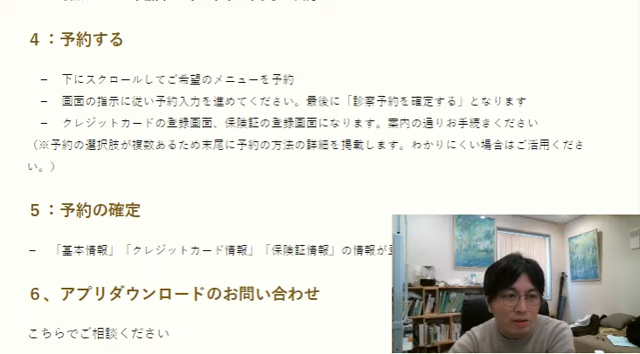 4：予約する
– 下にスクロールしてご希望のメニューを予約
– 画面の指示に従い予約入力を進めてください。最後に「診察予約を確定する」となります
– クレジットカードの登録画面、保険証の登録画面になります。案内の通りお手続きください
（※予約の選択肢が複数あるため末尾に予約の方法の詳細を掲載します。わかりにくい場合はご活用くださ
い。）
5：予約の確定
– 「基本情報」「クレジットカード情報」「保険証情報」の情報が
6、アプリダウンロードのお問い合わせ
こちらでご相談ください